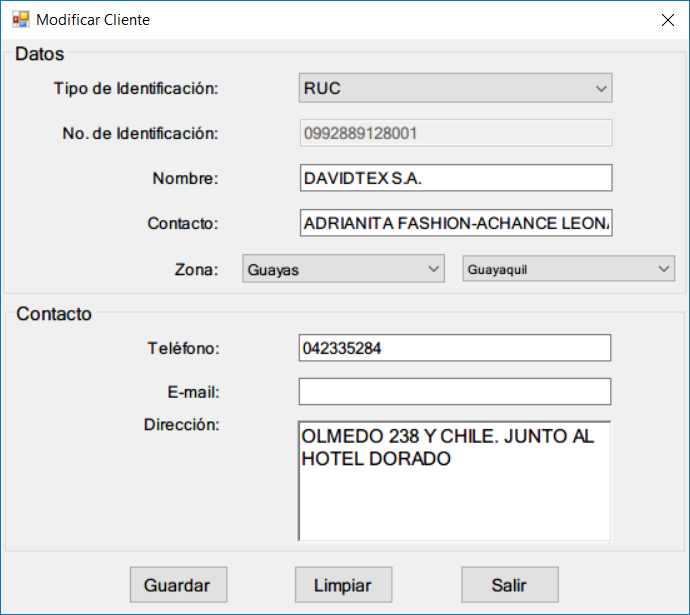 Modificar Cliente
Datos
Tipo de Identificación: RUC
No. de Identificación: 0992889128001
Nombre: DAVIDTEX S.A.
Contacto: ADRIANITA FASHION-ACHANCE LEON
Zona: Guayas Guayaquil
Contacto
Teléfono: 042335284
E-mail:
Dirección: OLMEDO 238 Y CHILE. JUNTO AL
HOTEL DORADO
Guardar Limpiar Salir